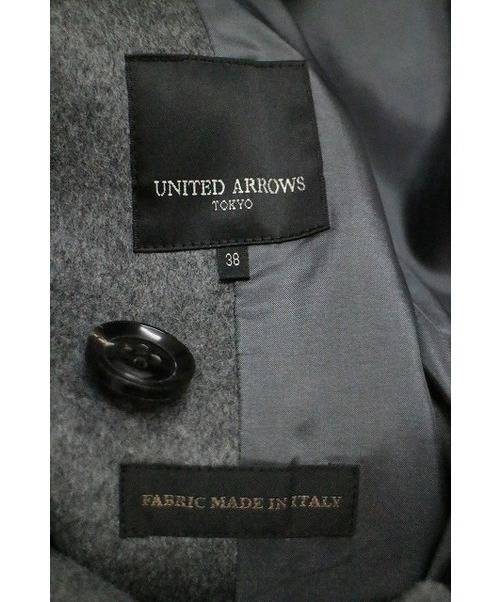 UNITED ARROWS
TOKYO
38
FABRIC MADE IN ITALY